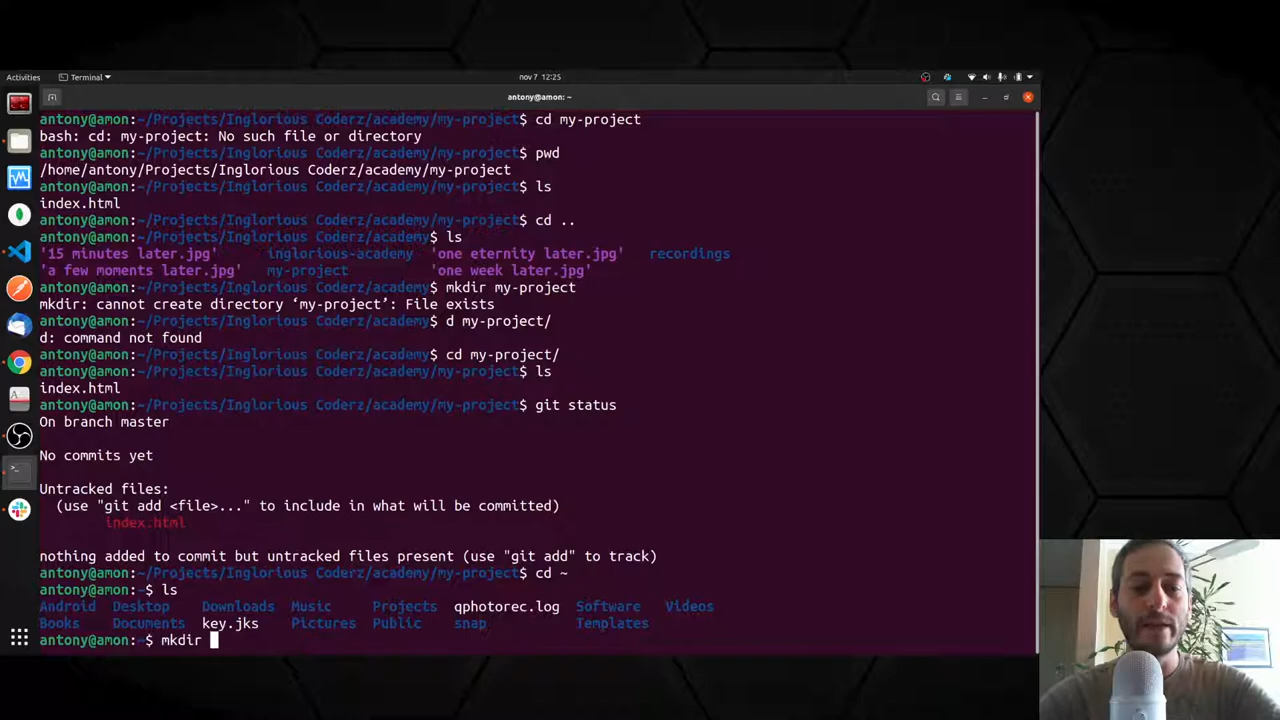 Activities Terminal nov 7 12:25
antony@amon: ~
antony@amon:~/Projects/Inglorious Coderz/academy/my-project$ cd my-project
bash: cd: my-project: No such file or directory
antony@amon:~/Projects/Inglorious Coderz/academy/my-project$ pwd
/home/antony/Projects/Inglorious Coderz/academy/my-project
antony@amon:~/Projects/Inglorious Coderz/academy/my-project$ ls
index.html
antony@amon:~/Projects/Inglorious Coderz/academy/my-project$ cd ..
antony@amon:~/Projects/Inglorious Coderz/academy$ ls
'15 minutes later.jpg' inglorious-academy 'one eternity later.jpg' recordings
'a few moments later.jpg' my-project 'one week later.jpg'
antony@amon:~/Projects/Inglorious Coderz/academy$ mkdir my-project
mkdir: cannot create directory ‘my-project’: File exists
antony@amon:~/Projects/Inglorious Coderz/academy$ d my-project/
d: command not found
antony@amon:~/Projects/Inglorious Coderz/academy$ cd my-project/
antony@amon:~/Projects/Inglorious Coderz/academy/my-project$ ls
index.html
antony@amon:~/Projects/Inglorious Coderz/academy/my-project$ git status
On branch master
No commits yet
Untracked files:
(use "git add <file>..." to include in what will be committed)
index.html
nothing added to commit but untracked files present (use "git add" to track)
antony@amon:~/Projects/Inglorious Coderz/academy/my-project$ cd ~
antony@amon:~$ ls
Android Desktop Downloads Music Projects qphotorec.log Software Videos
Books Documents key.jks Pictures Public snap Templates
antony@amon:~$ mkdir